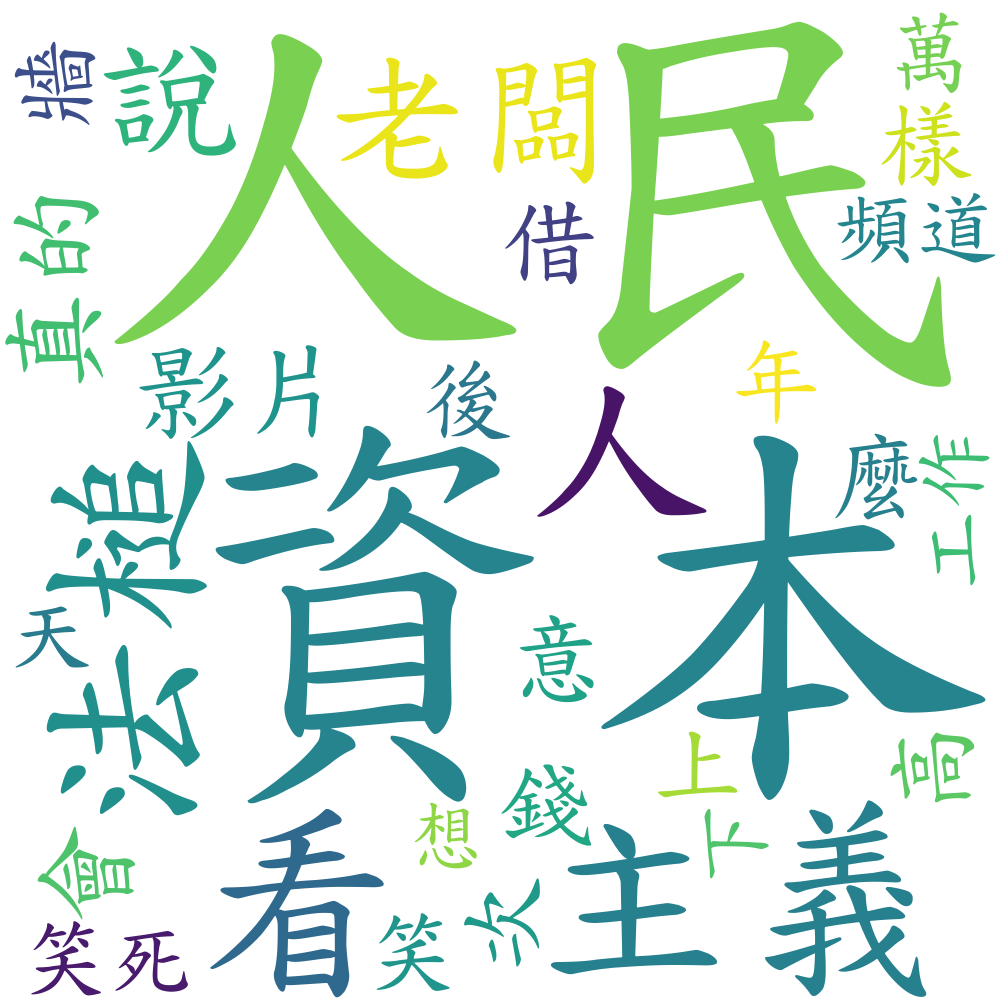 人民
資本
老闆
說
牆
真的
借
萬
樣
頻道
影片
後
人
年
麼
工作
法槌
天
意
看
主義
錢
上
下
高
想
會
次
笑死
笑